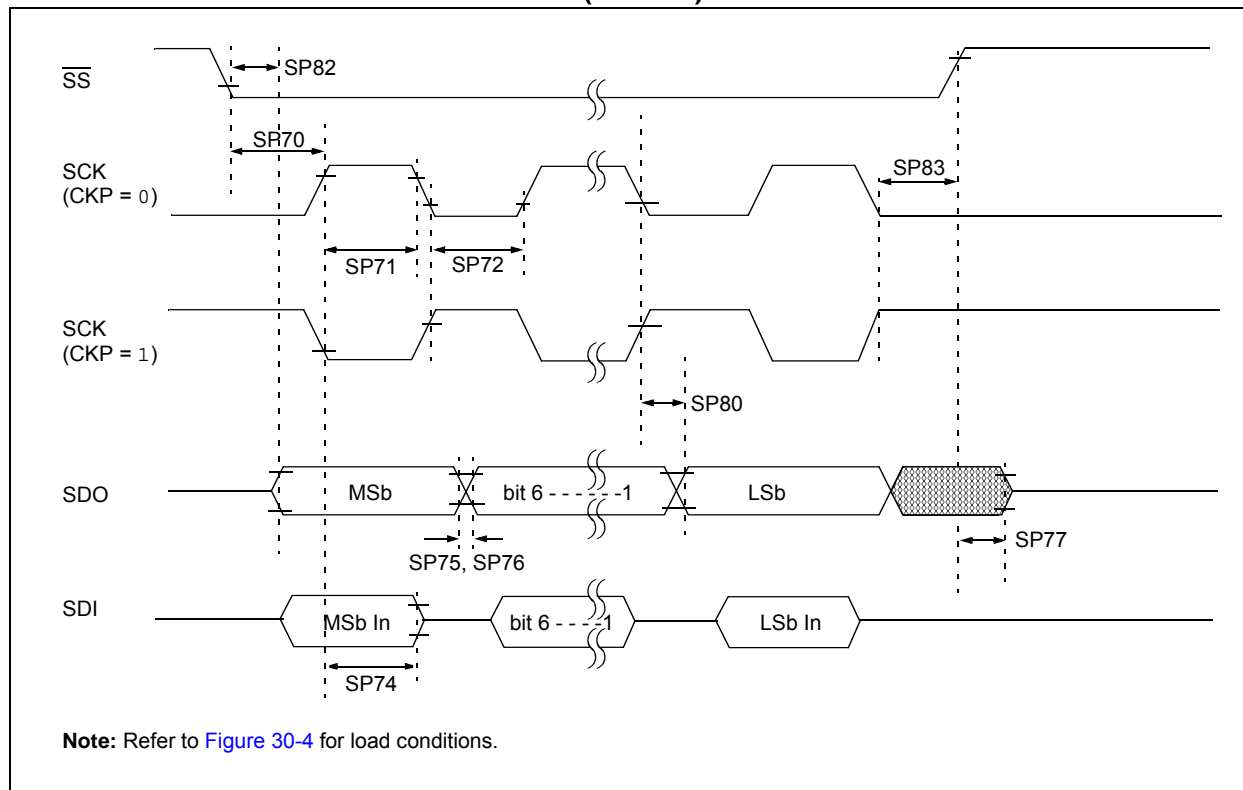 SS
SP82
SP70
SCK
(CKP = 0)
SP83
SP71
SP72
SCK
(CKP = 1)
SP80
SDO
MSb
bit 6 - - - - - -1
LSb
SP77
SP75, SP76
SDI
MSb In
bit 6 - - - -1
LSb In
SP74
Note: Refer to Figure 30-4 for load conditions.